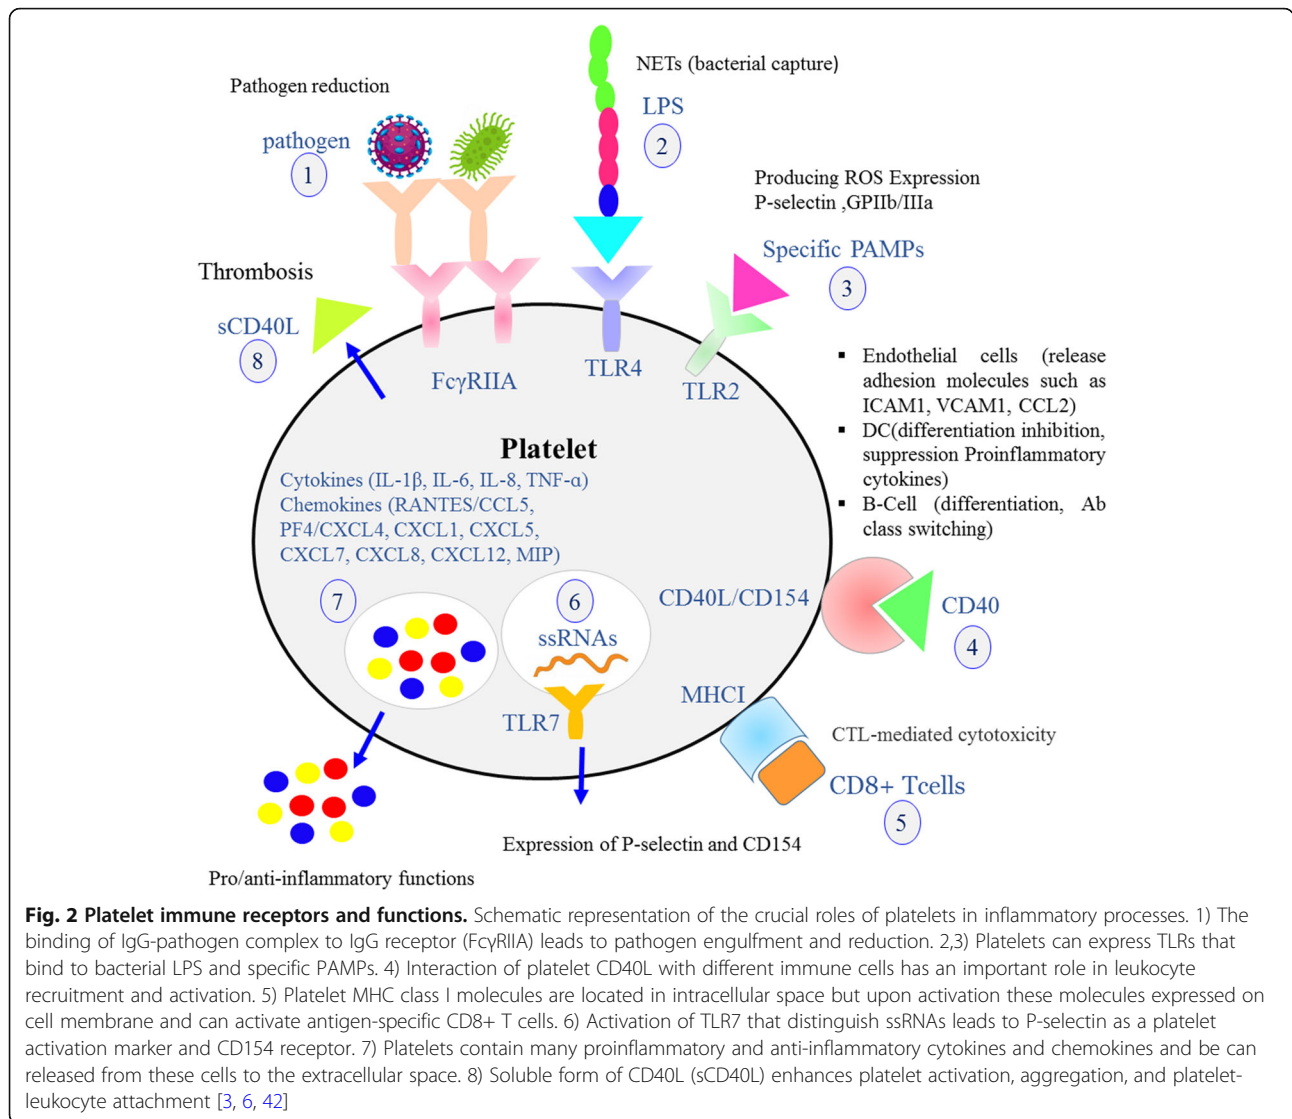 NETs (bacterial capture)
Pathogen reduction
LPS
2
pathogen
1
Producing ROS Expression
P-selectin ,GPIIb/IIIa
Specific PAMPs
3
Thrombosis
sCD40L
8
FcγRIIA
TLR4
TLR2
▪ Endothelial cells (release
adhesion molecules such as
ICAM1, VCAM1, CCL2)
▪ DC(differentiation inhibition,
suppression Proinflammatory
cytokines)
▪ B-Cell (differentiation, Ab
class switching)
Platelet
Cytokines (IL-1β, IL-6, IL-8, TNF-α)
Chemokines (RANTES/CCL5,
PF4/CXCL4, CXCL1, CXCL5,
CXCL7, CXCL8, CXCL12, MIP)
7
6
ssRNAs
TLR7
CD40L/CD154
CD40
4
MHCI
CTL-mediated cytotoxicity
CD8+ Tcells
5
Expression of P-selectin and CD154
Pro/anti-inflammatory functions
Fig. 2 Platelet immune receptors and functions. Schematic representation of the crucial roles of platelets in inflammatory processes. 1) The
binding of IgG-pathogen complex to IgG receptor (FcγRIIA) leads to pathogen engulfment and reduction. 2,3) Platelets can express TLRs that
bind to bacterial LPS and specific PAMPs. 4) Interaction of platelet CD40L with different immune cells has an important role in leukocyte
recruitment and activation. 5) Platelet MHC class I molecules are located in intracellular space but upon activation these molecules expressed on
cell membrane and can activate antigen-specific CD8+ T cells. 6) Activation of TLR7 that distinguish ssRNAs leads to P-selectin as a platelet
activation marker and CD154 receptor. 7) Platelets contain many proinflammatory and anti-inflammatory cytokines and chemokines and be can
released from these cells to the extracellular space. 8) Soluble form of CD40L (sCD40L) enhances platelet activation, aggregation, and platelet-
leukocyte attachment [3, 6, 42]